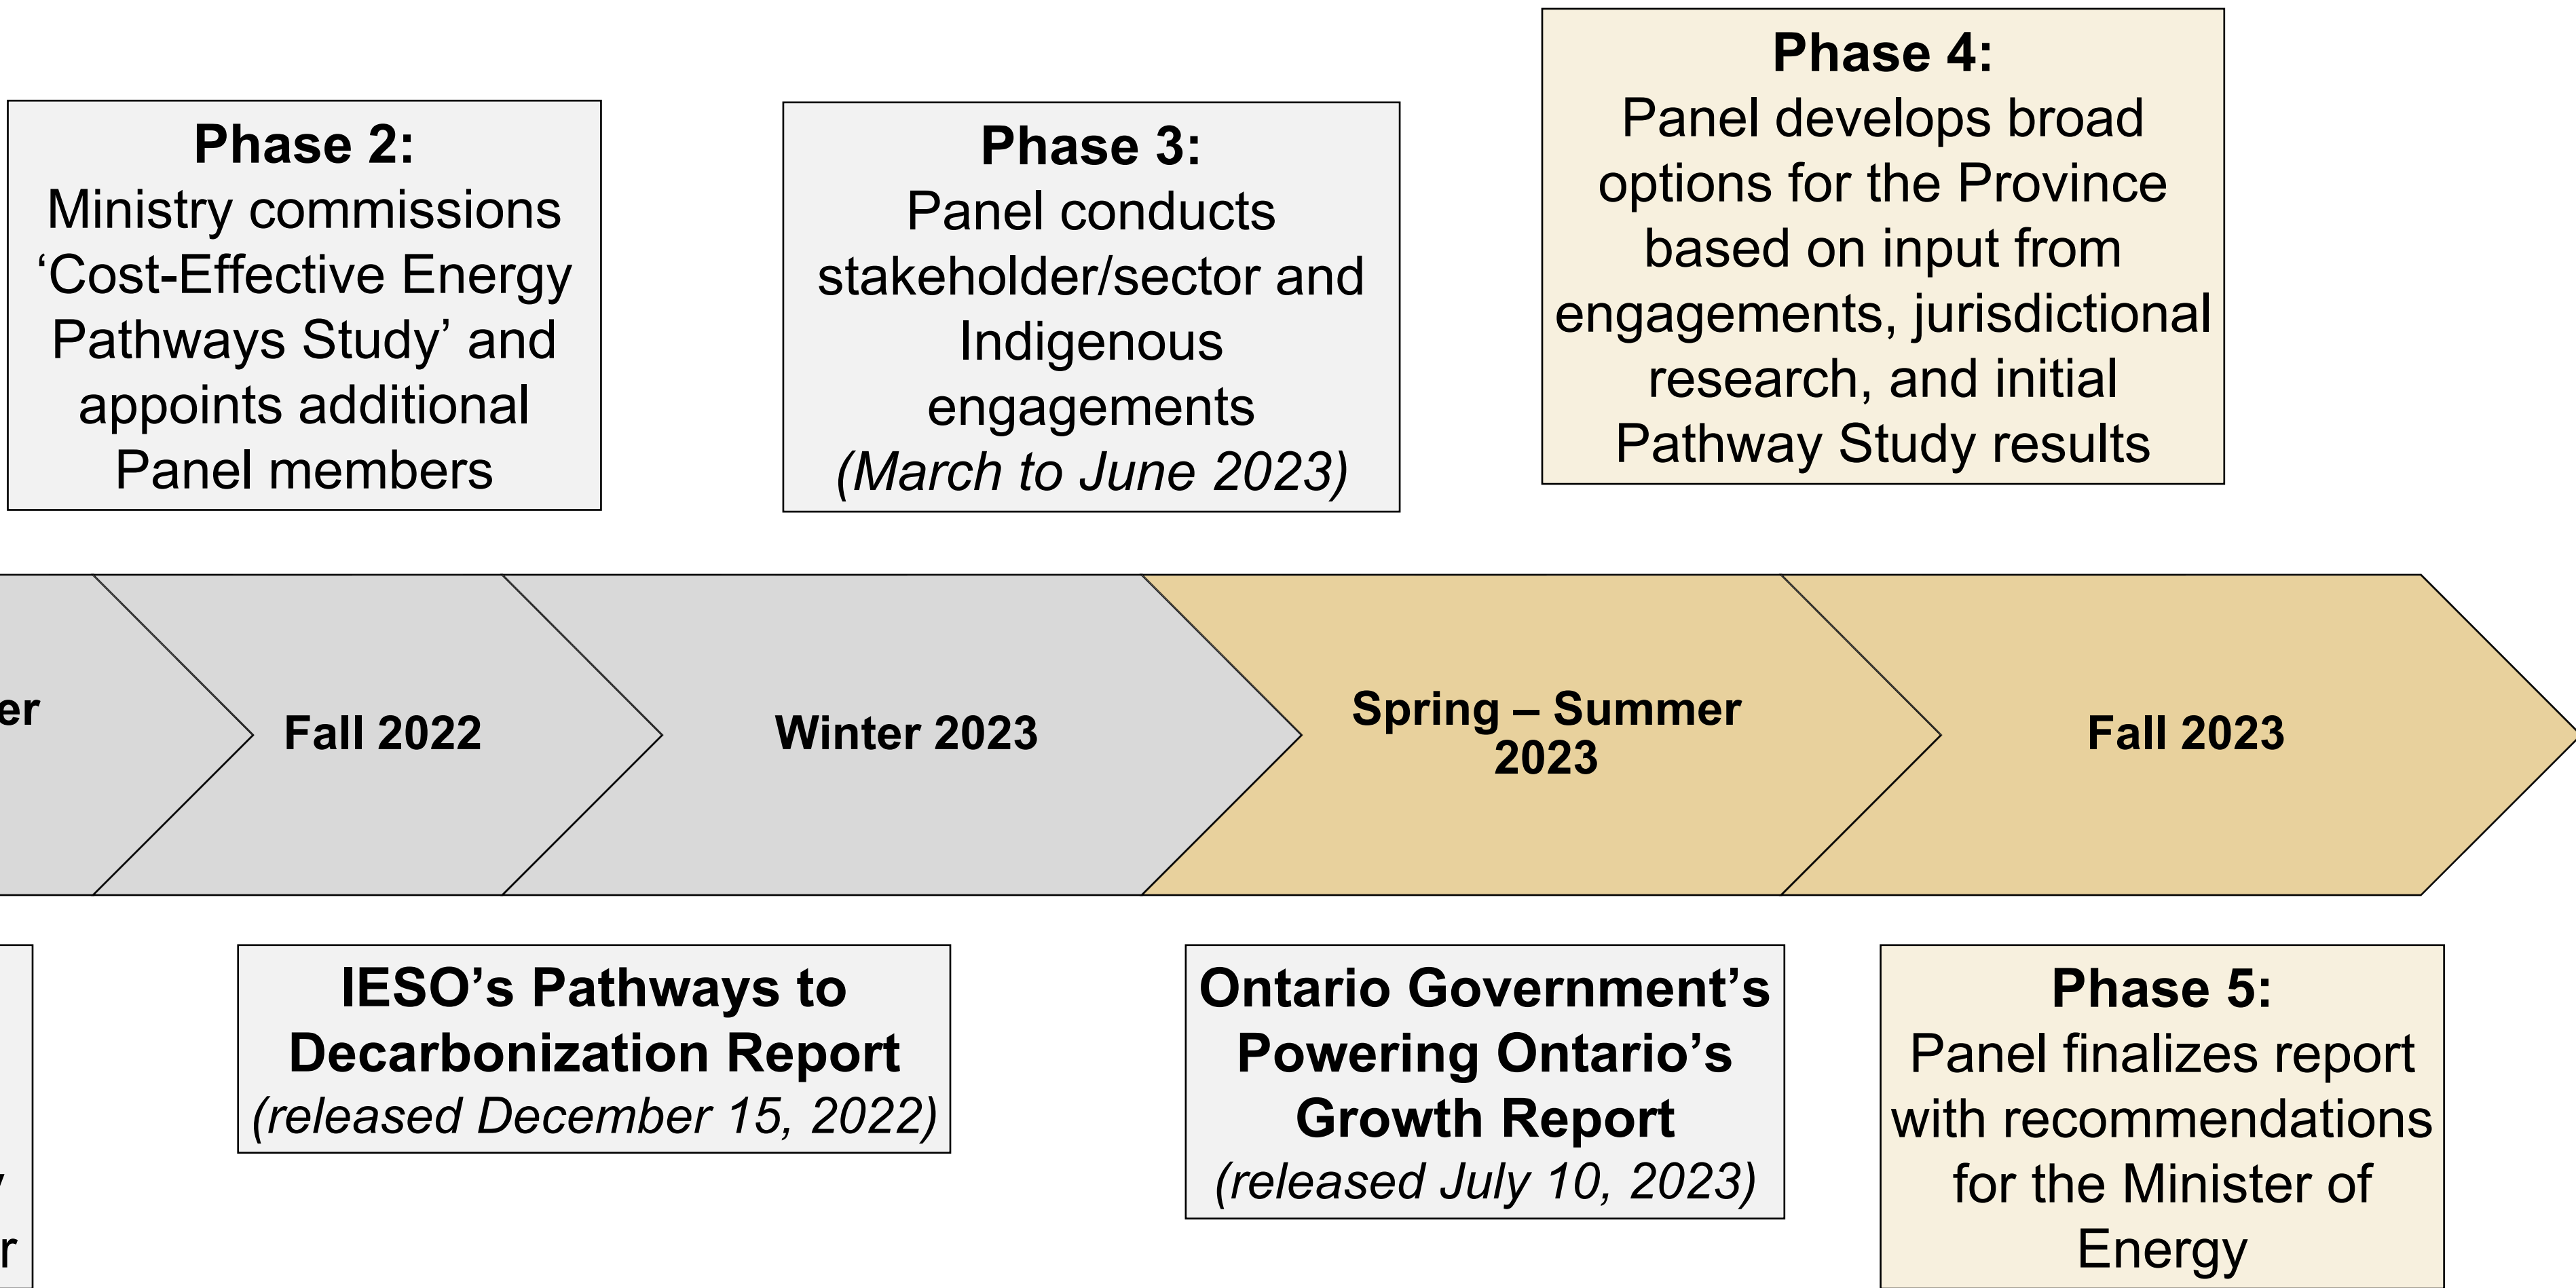 Phase 2:
Ministry commissions
‘Cost-Effective Energy
Pathways Study’ and
appoints additional
Panel members
Phase 3:
Panel conducts
stakeholder/sector and
Indigenous
engagements
(March to June 2023)
Phase 4:
Panel develops broad
options for the Province
based on input from
engagements, jurisdictional
research, and initial
Pathway Study results
Fall 2022
Winter 2023
Spring – Summer
2023
Fall 2023
IESO’s Pathways to
Decarbonization Report
(released December 15, 2022)
Ontario Government’s
Powering Ontario’s
Growth Report
(released July 10, 2023)
Phase 5:
Panel finalizes report
with recommendations
for the Minister of
Energy